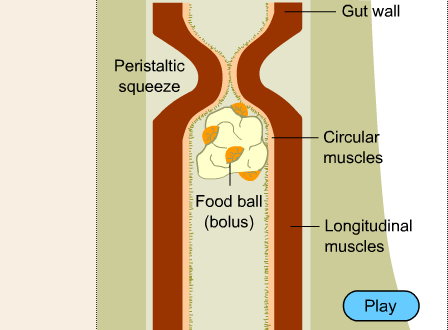 Gut wall
Peristaltic
squeeze
Circular
muscles
Food ball
(bolus)
Longitudinal
muscles
Play